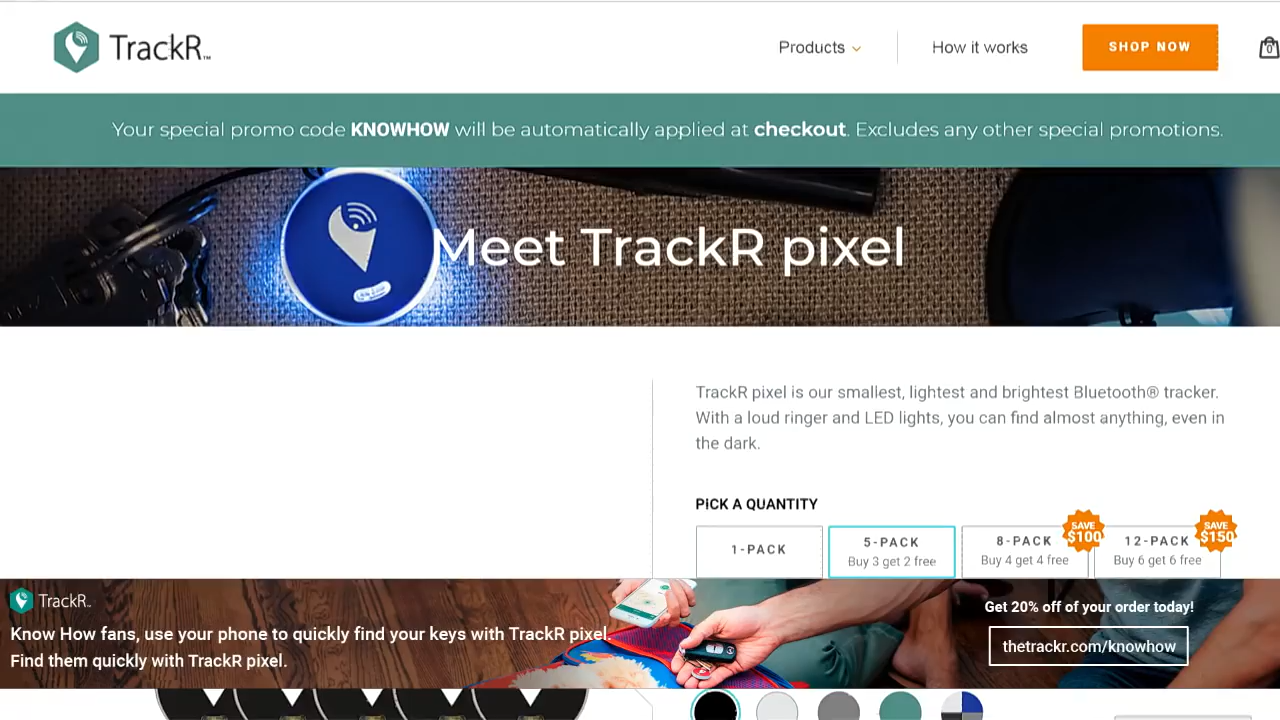 TrackR™
Products
How it works
SHOP NOW
0
Your special promo code KNOWHOW will be automatically applied at checkout. Excludes any other special promotions.
Meet TrackR pixel
TrackR pixel is our smallest, lightest and brightest Bluetooth® tracker.
With a loud ringer and LED lights, you can find almost anything, even in
the dark.
PICK A QUANTITY
1-PACK
5-PACK
Buy 3 get 2 free
8-PACK
Buy 4 get 4 free
SAVE
$100
12-PACK
Buy 6 get 6 free
SAVE
$150
TrackR™
Know How fans, use your phone to quickly find your keys with TrackR pixel.
Find them quickly with TrackR pixel.
Get 20% off of your order today!
thetrackr.com/knowhow